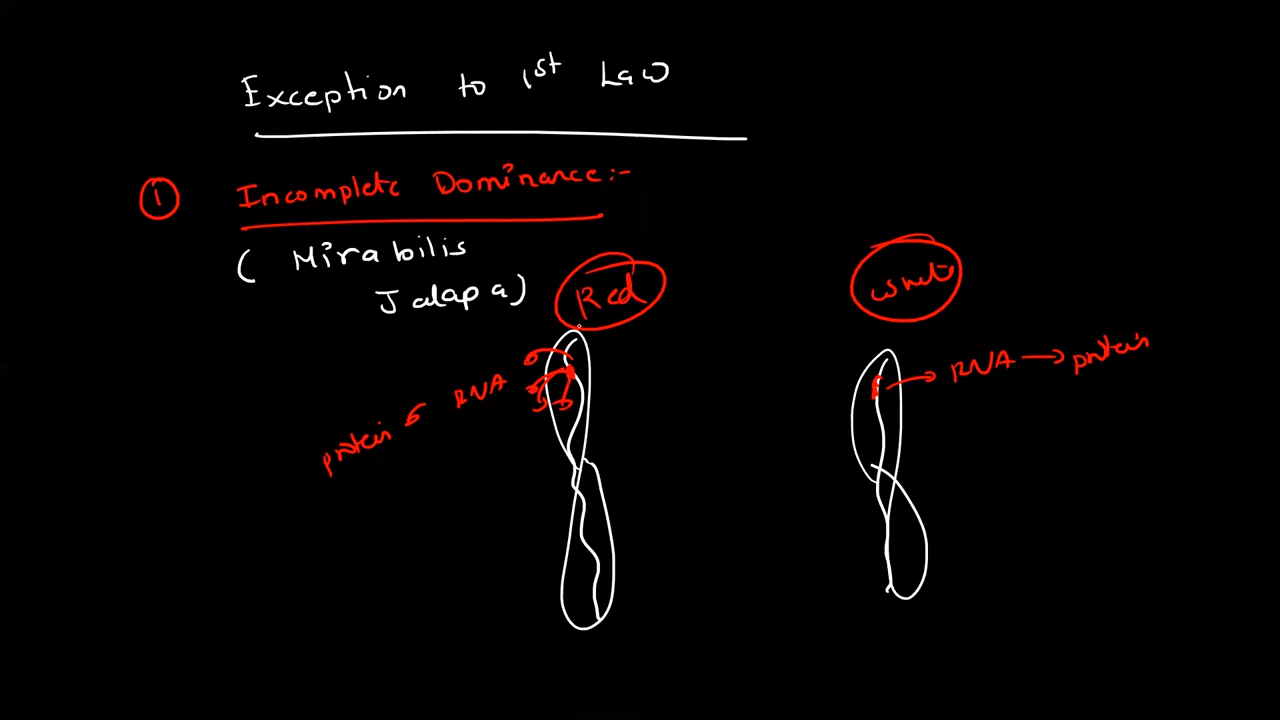 Exception to 1st Law
① Incomplete Dominance:-
( Mirabilis
Jalapa)
Red
white
RNA → protein
RNA
protein